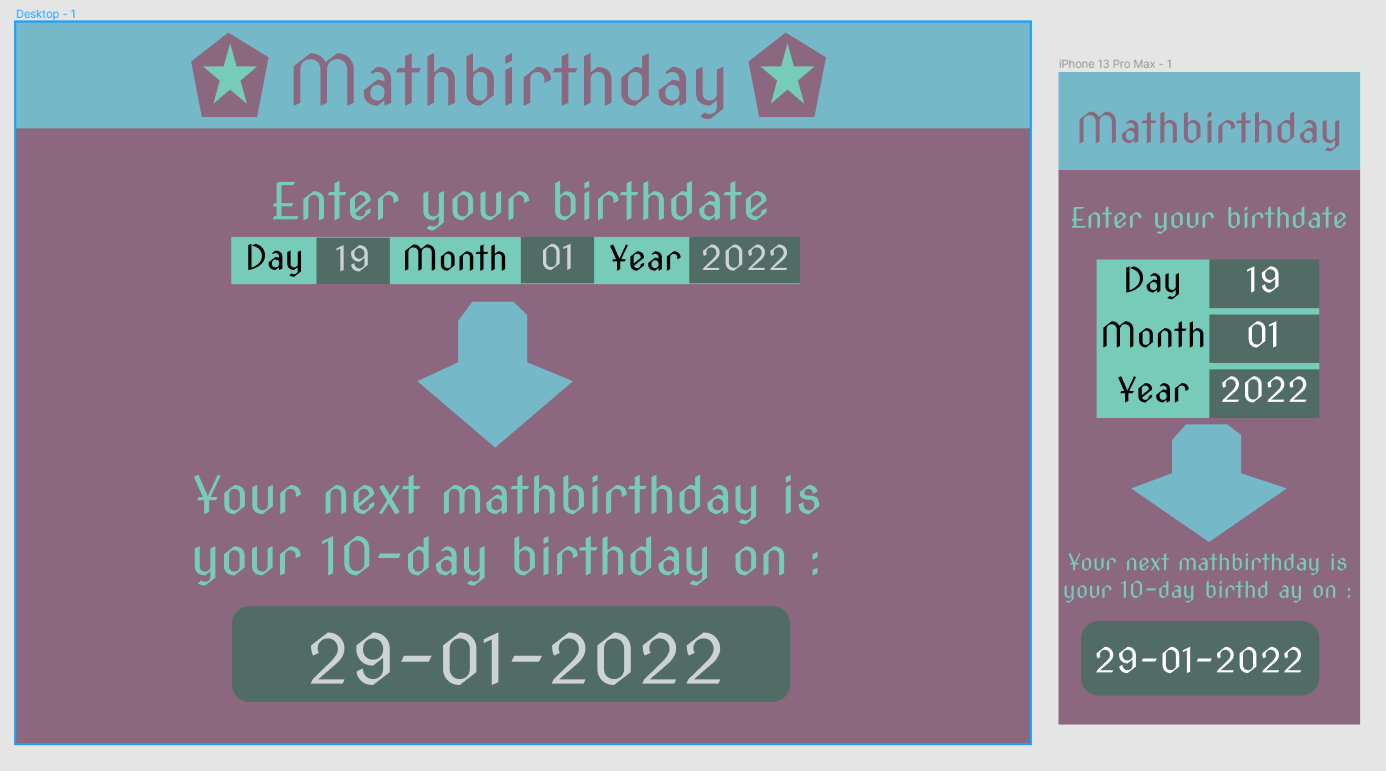 Desktop - 1
Mathbirthday
Enter your birthdate
Day 19 Month 01 Year 2022
Your next mathbirthday is
your 10-day birthday on :
29-01-2022
iPhone 13 Pro Max - 1
Mathbirthday
Enter your birthdate
Day 19
Month 01
Year 2022
Your next mathbirthday is
your 10-day birthd ay on :
29-01-2022